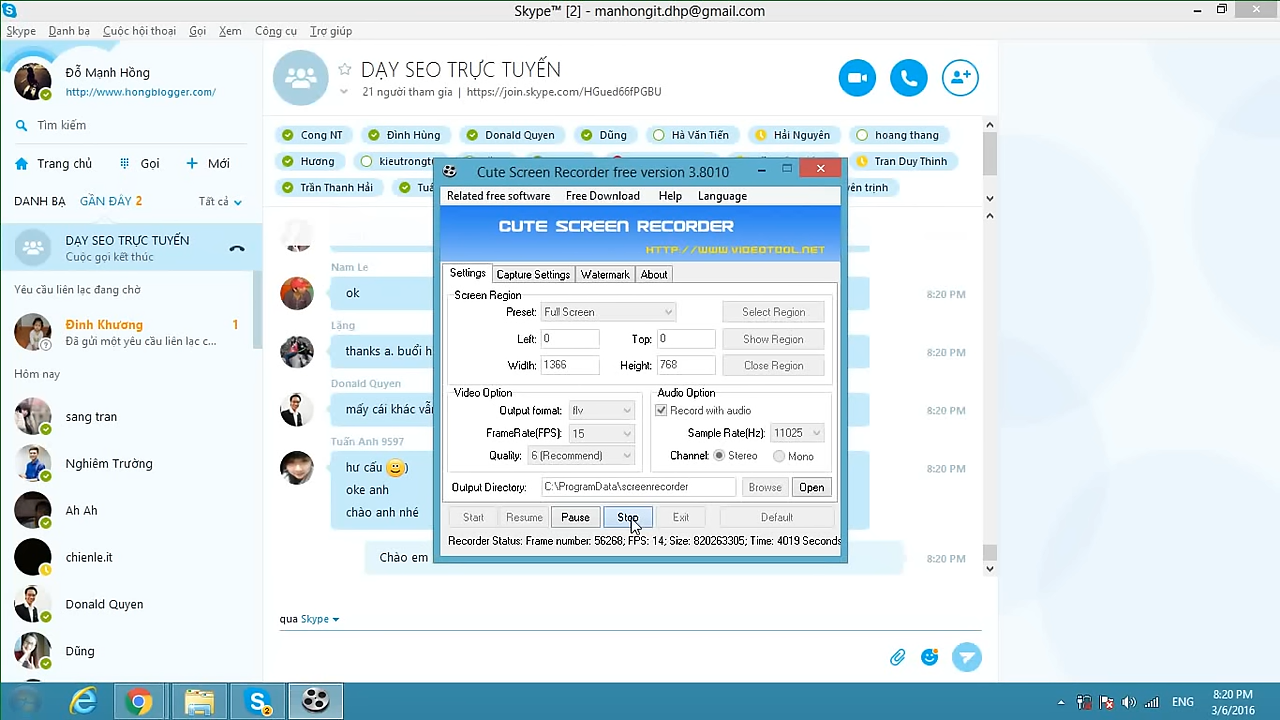 Skype™ [2] - manhongit.dhp@gmail.com
Skype Danh bạ Cuộc hội thoại Gọi Xem Công cụ Trợ giúp
Đỗ Mạnh Hồng
http://www.hongblogger.com/
Tìm kiếm
Trang chủ Gọi Mới
DANH BẠ GẦN ĐÂY 2 Tất cả
DẠY SEO TRỰC TUYẾN
Cuộc gọi kết thúc
Yêu cầu liên lạc đang chờ
Đinh Khương 1
Đã gửi một yêu cầu liên lạc c...
Hôm nay
sang tran
Nghiêm Trường
Ah Ah
chienle.it
Donald Quyen
Dũng
DẠY SEO TRỰC TUYẾN
21 người tham gia | https://join.skype.com/HGued66fPGBU
Cong NT Đình Hùng Donald Quyen Dũng Hà Văn Tiến Hải Nguyên hoang thang
Hương kieutrongtu Tran Duy Thinh
Trần Thanh Hải Tuấ yên trịnh
Nam Le
ok 8:20 PM
Lặng
thanks a. buổi h 8:20 PM
Donald Quyen
mấy cái khác vẫ 8:20 PM
Tuấn Anh 9597
hư cấu 8:20 PM
oke anh
chào anh nhé
Chào em 8:20 PM
qua Skype
Cute Screen Recorder free version 3.8010
Related free software Free Download Help Language
CUTE SCREEN RECORDER
HTTP://WWW.VIDEOTOOL.NET
Settings Capture Settings Watermark About
Screen Region
Preset: Full Screen Select Region
Left: 0 Top: 0 Show Region
Width: 1366 Height: 768 Close Region
Video Option Audio Option
Output format: flv Record with audio
FrameRate(FPS): 15 Sample Rate(Hz): 11025
Quality: 6 (Recommend) Channel: Stereo Mono
Output Directory: C:\ProgramData\screenrecorder Browse Open
Start Resume Pause Stop Exit Default
Recorder Status: Frame number: 56268; FPS: 14; Size: 820263305; Time: 4019 Seconds
2
ENG
8:20 PM
3/6/2016